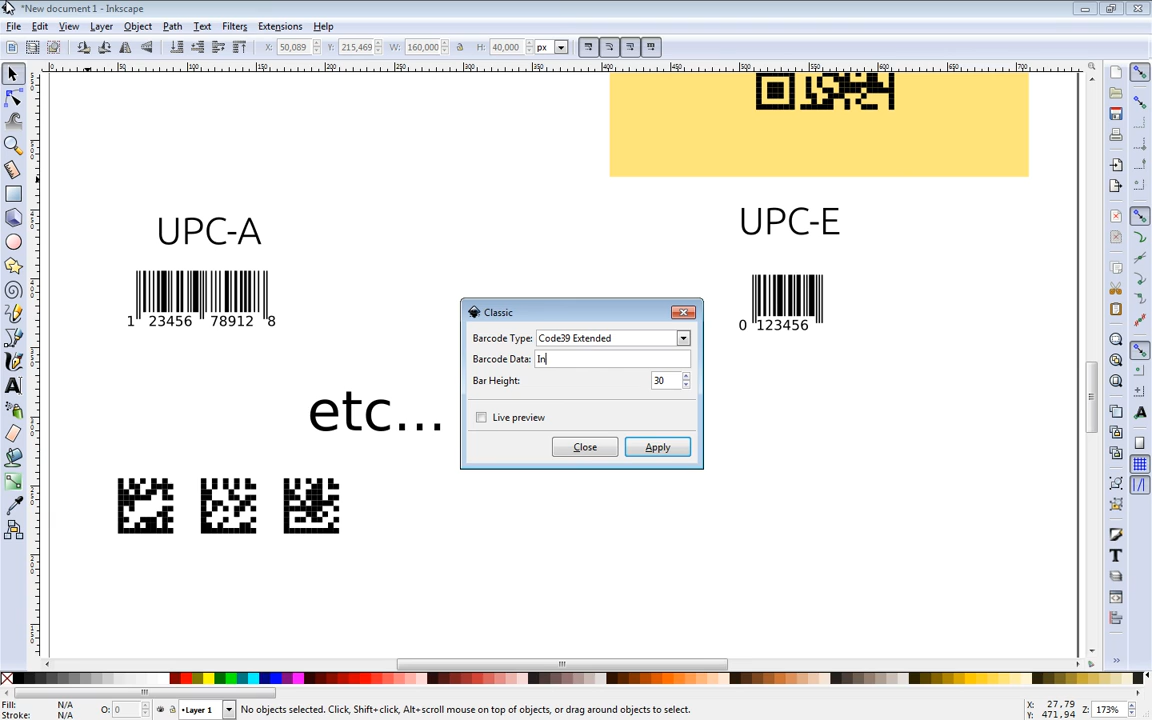 *New document1 - Inkscape
File Edit View Layer Object Path Text Filters Extensions Help
X: 50,089 Y: 215,469 W: 160,000 H: 40,000 px
UPC-A
1 23456 78912 8
UPC-E
0 123456
etc...
Classic
Barcode Type: Code39 Extended
Barcode Data: In
Bar Height: 30
Live preview
Close Apply
Fill: N/A
Stroke: N/A
O: 0
•Layer 1
No objects selected. Click, Shift+click, Alt+scroll mouse on top of objects, or drag around objects to select.
X: 27,79
Y: 471,94
Z: 173%